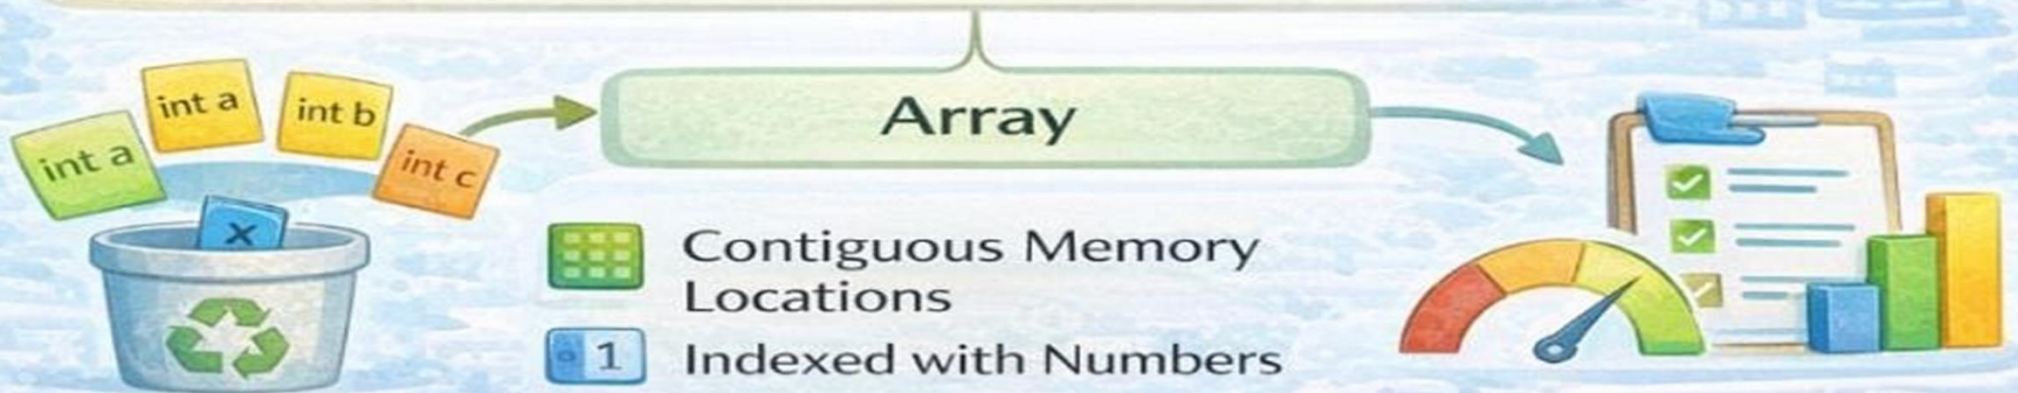 int a
int a
int b
int c
x
Array
Contiguous Memory
Locations
1
Indexed with Numbers